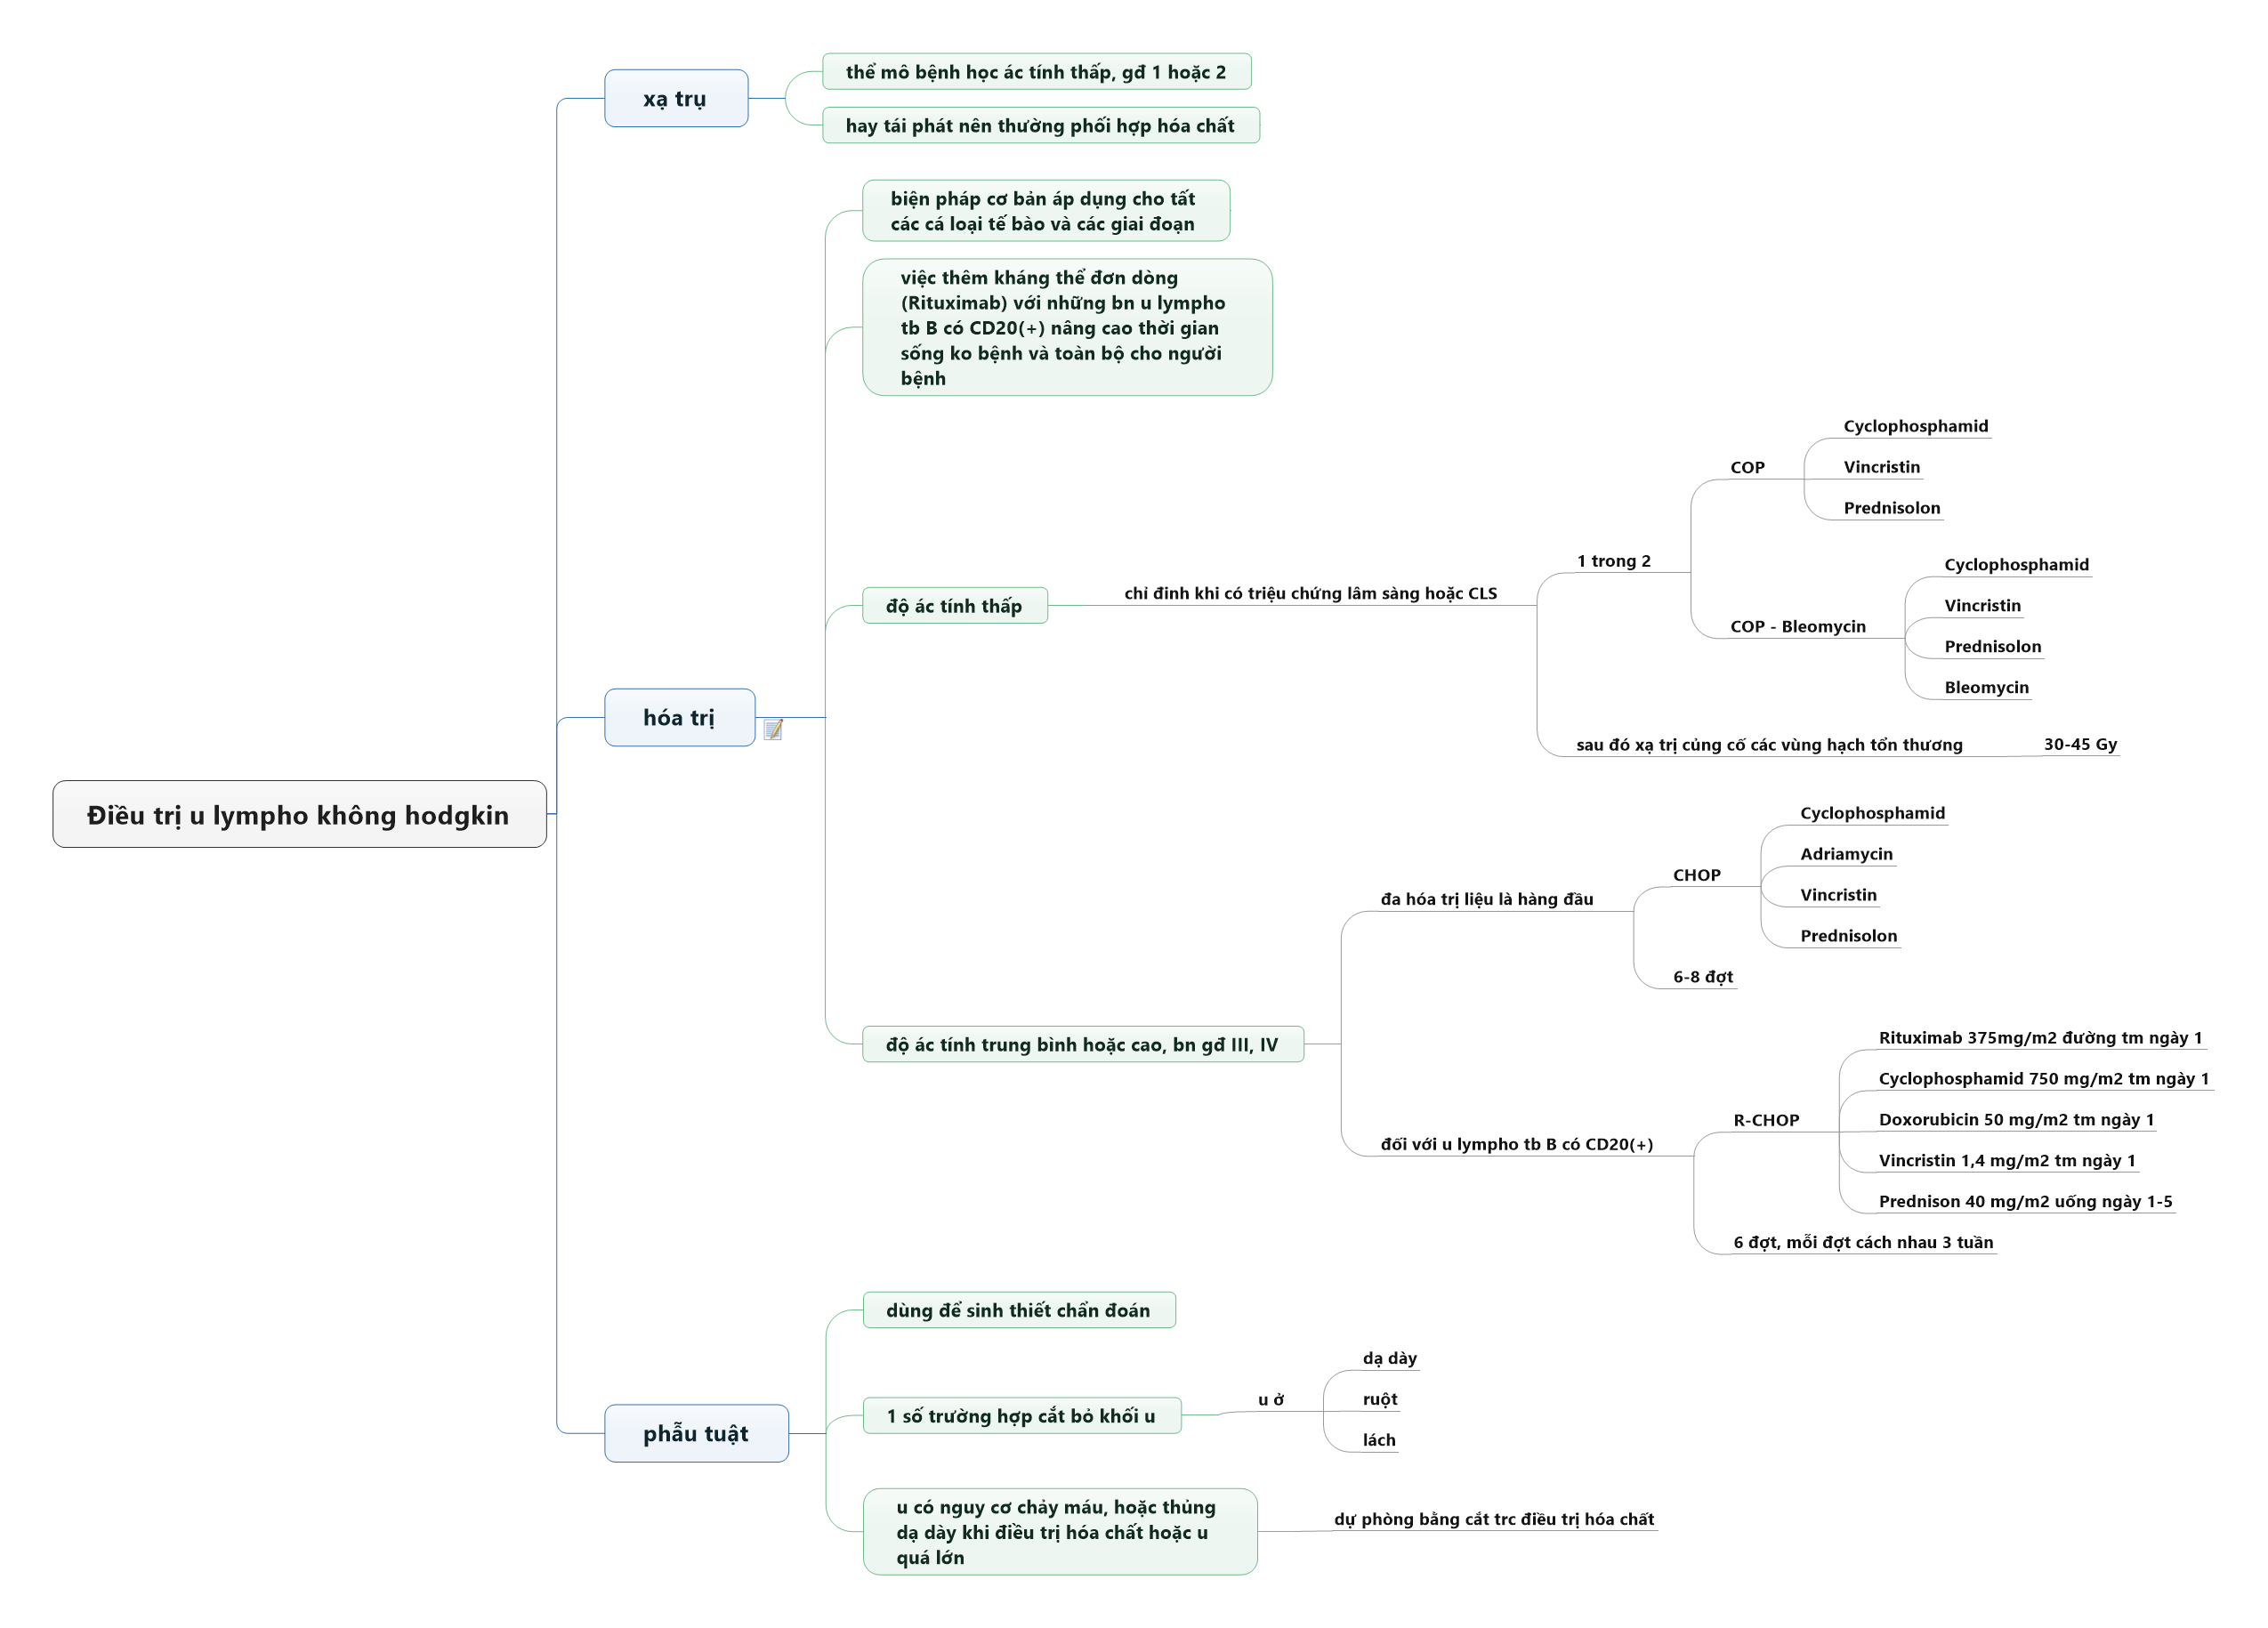 Điều trị u lympho không hodgkin
xạ trụ
thể mô bệnh học ác tính thấp, gđ 1 hoặc 2
hay tái phát nên thường phối hợp hóa chất
hóa trị
biện pháp cơ bản áp dụng cho tất
các cá loại tế bào và các giai đoạn
việc thêm kháng thể đơn dòng
(Rituximab) với những bn u lympho
tb B có CD20(+) nâng cao thời gian
sống ko bệnh và toàn bộ cho người
bệnh
độ ác tính thấp
chỉ đinh khi có triệu chứng lâm sàng hoặc CLS
1 trong 2
COP
Cyclophosphamid
Vincristin
Prednisolon
COP - Bleomycin
Cyclophosphamid
Vincristin
Prednisolon
Bleomycin
sau đó xạ trị củng cố các vùng hạch tổn thương
30-45 Gy
độ ác tính trung bình hoặc cao, bn gđ III, IV
đa hóa trị liệu là hàng đầu
CHOP
Cyclophosphamid
Adriamycin
Vincristin
Prednisolon
6-8 đợt
đối với u lympho tb B có CD20(+)
R-CHOP
Rituximab 375mg/m2 đường tm ngày 1
Cyclophosphamid 750 mg/m2 tm ngày 1
Doxorubicin 50 mg/m2 tm ngày 1
Vincristin 1,4 mg/m2 tm ngày 1
Prednison 40 mg/m2 uống ngày 1-5
6 đợt, mỗi đợt cách nhau 3 tuần
phẫu tuật
dùng để sinh thiết chẩn đoán
1 số trường hợp cắt bỏ khối u
u ở
dạ dày
ruột
lách
u có nguy cơ chảy máu, hoặc thủng
dạ dày khi điều trị hóa chất hoặc u
quá lớn
dự phòng bằng cắt trc điều trị hóa chất